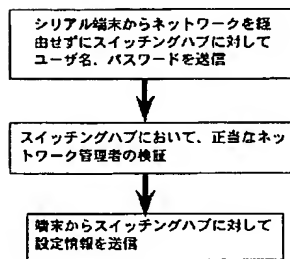 シリアル端末からネットワークを経
由せずにスイッチングハブに対して
ユーザ名、パスワードを送信
スイッチングハブにおいて、正当なネッ
トワーク管理者の検証
端末からスイッチングハブに対して
設定情報を送信